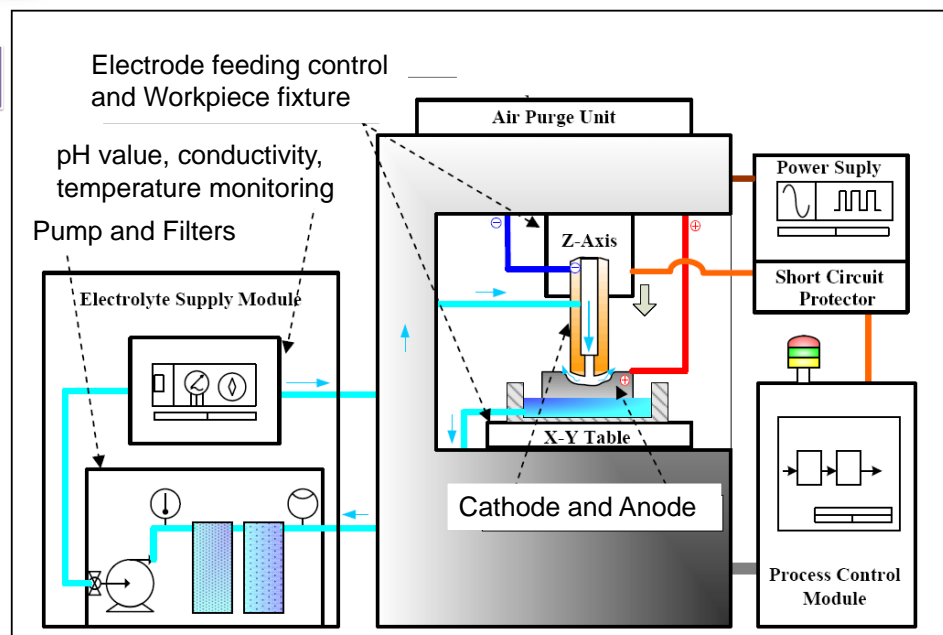 Electrode feeding control
and Workpiece fixture
Air Purge Unit
pH value, conductivity,
temperature monitoring
Power Suply
Pump and Filters
⊖
⊕
Z-Axis
⊖
Electrolyte Supply Module
Short Circuit
Protector
⊕
X-Y Table
Cathode and Anode
Process Control
Module